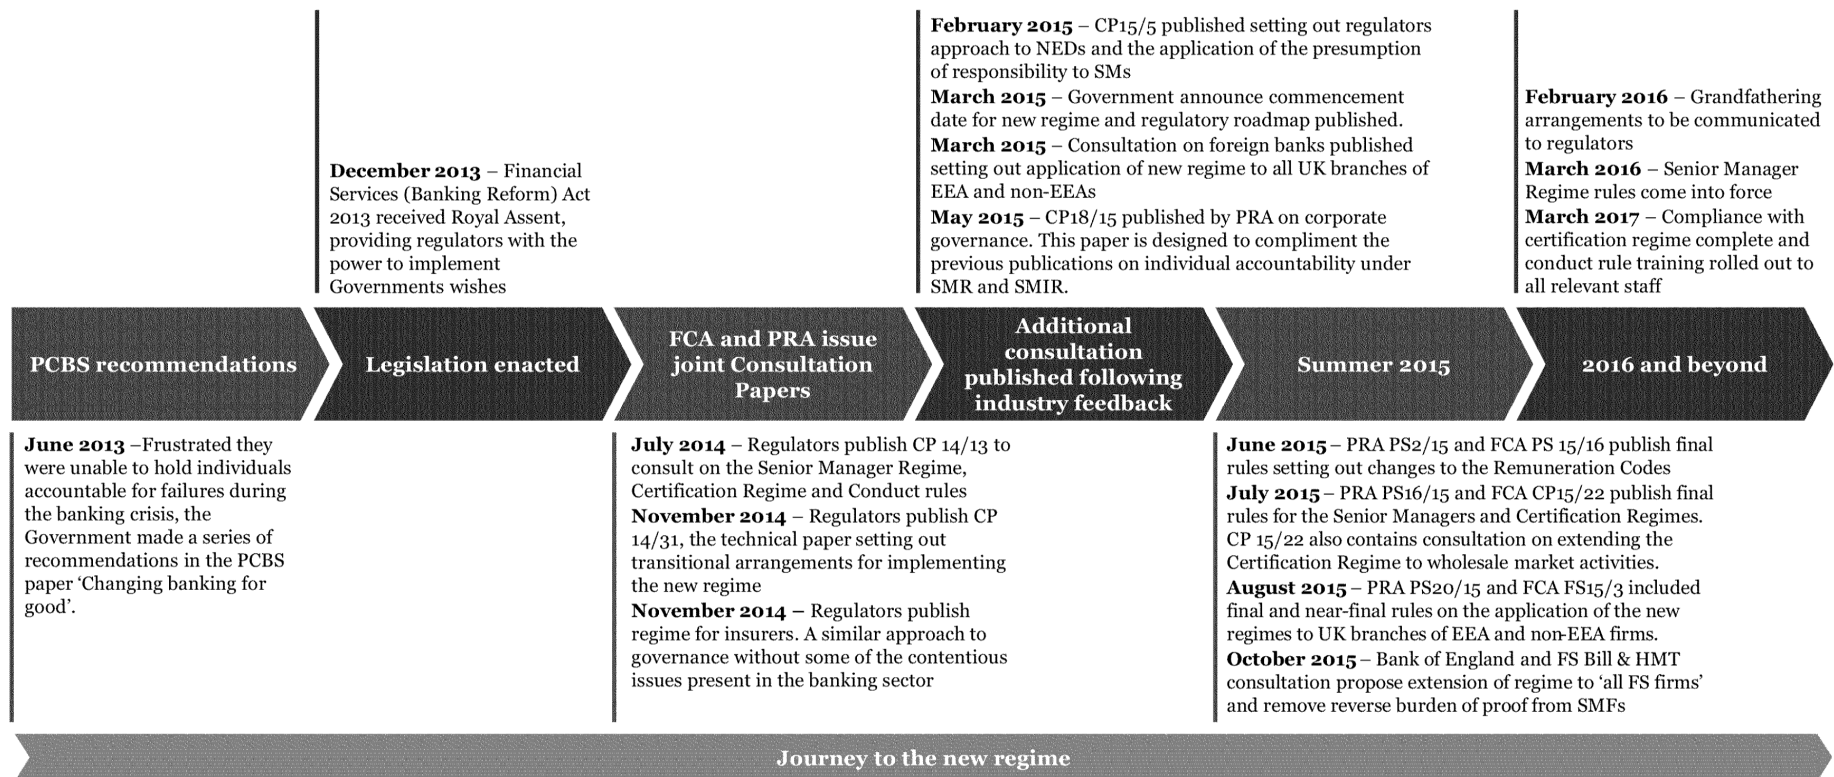 December 2013 – Financial
Services (Banking Reform) Act
2013 received Royal Assent,
providing regulators with the
power to implement
Governments wishes
February 2015 – CP15/5 published setting out regulators
approach to NEDs and the application of the presumption
of responsibility to SMs
March 2015 – Government announce commencement
date for new regime and regulatory roadmap published.
March 2015 – Consultation on foreign banks published
setting out application of new regime to all UK branches of
EEA and non-EEAs
May 2015 – CP18/15 published by PRA on corporate
governance. This paper is designed to compliment the
previous publications on individual accountability under
SMR and SMIR.
February 2016 – Grandfathering
arrangements to be communicated
to regulators
March 2016 – Senior Manager
Regime rules come into force
March 2017 – Compliance with
certification regime complete and
conduct rule training rolled out to
all relevant staff
PCBS recommendations
Legislation enacted
FCA and PRA issue
joint Consultation
Papers
Additional
consultation
published following
industry feedback
Summer 2015
2016 and beyond
June 2013 –Frustrated they
were unable to hold individuals
accountable for failures during
the banking crisis, the
Government made a series of
recommendations in the PCBS
paper ‘Changing banking for
good’.
July 2014 – Regulators publish CP 14/13 to
consult on the Senior Manager Regime,
Certification Regime and Conduct rules
November 2014 – Regulators publish CP
14/31, the technical paper setting out
transitional arrangements for implementing
the new regime
November 2014 – Regulators publish
regime for insurers. A similar approach to
governance without some of the contentious
issues present in the banking sector
June 2015 – PRA PS2/15 and FCA PS 15/16 publish final
rules setting out changes to the Remuneration Codes
July 2015 – PRA PS16/15 and FCA CP15/22 publish final
rules for the Senior Managers and Certification Regimes.
CP 15/22 also contains consultation on extending the
Certification Regime to wholesale market activities.
August 2015 – PRA PS20/15 and FCA FS15/3 included
final and near-final rules on the application of the new
regimes to UK branches of EEA and non-EEA firms.
October 2015 – Bank of England and FS Bill & HMT
consultation propose extension of regime to ‘all FS firms’
and remove reverse burden of proof from SMFs
Journey to the new regime